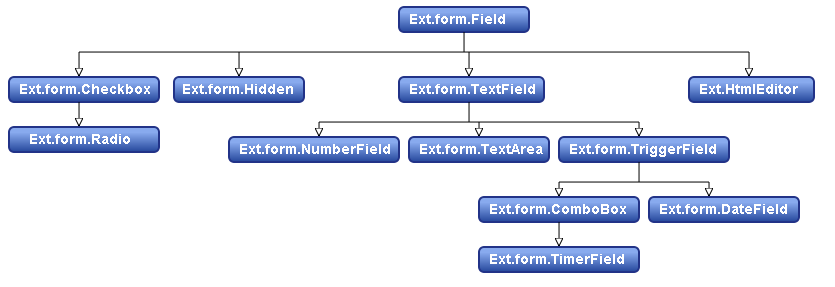 Ext.form.Field
Ext.form.Checkbox
Ext.form.Hidden
Ext.form.TextField
Ext.HtmlEditor
Ext.form.Radio
Ext.form.NumberField
Ext.form.TextArea
Ext.form.TriggerField
Ext.form.ComboBox
Ext.form.DateField
Ext.form.TimerField